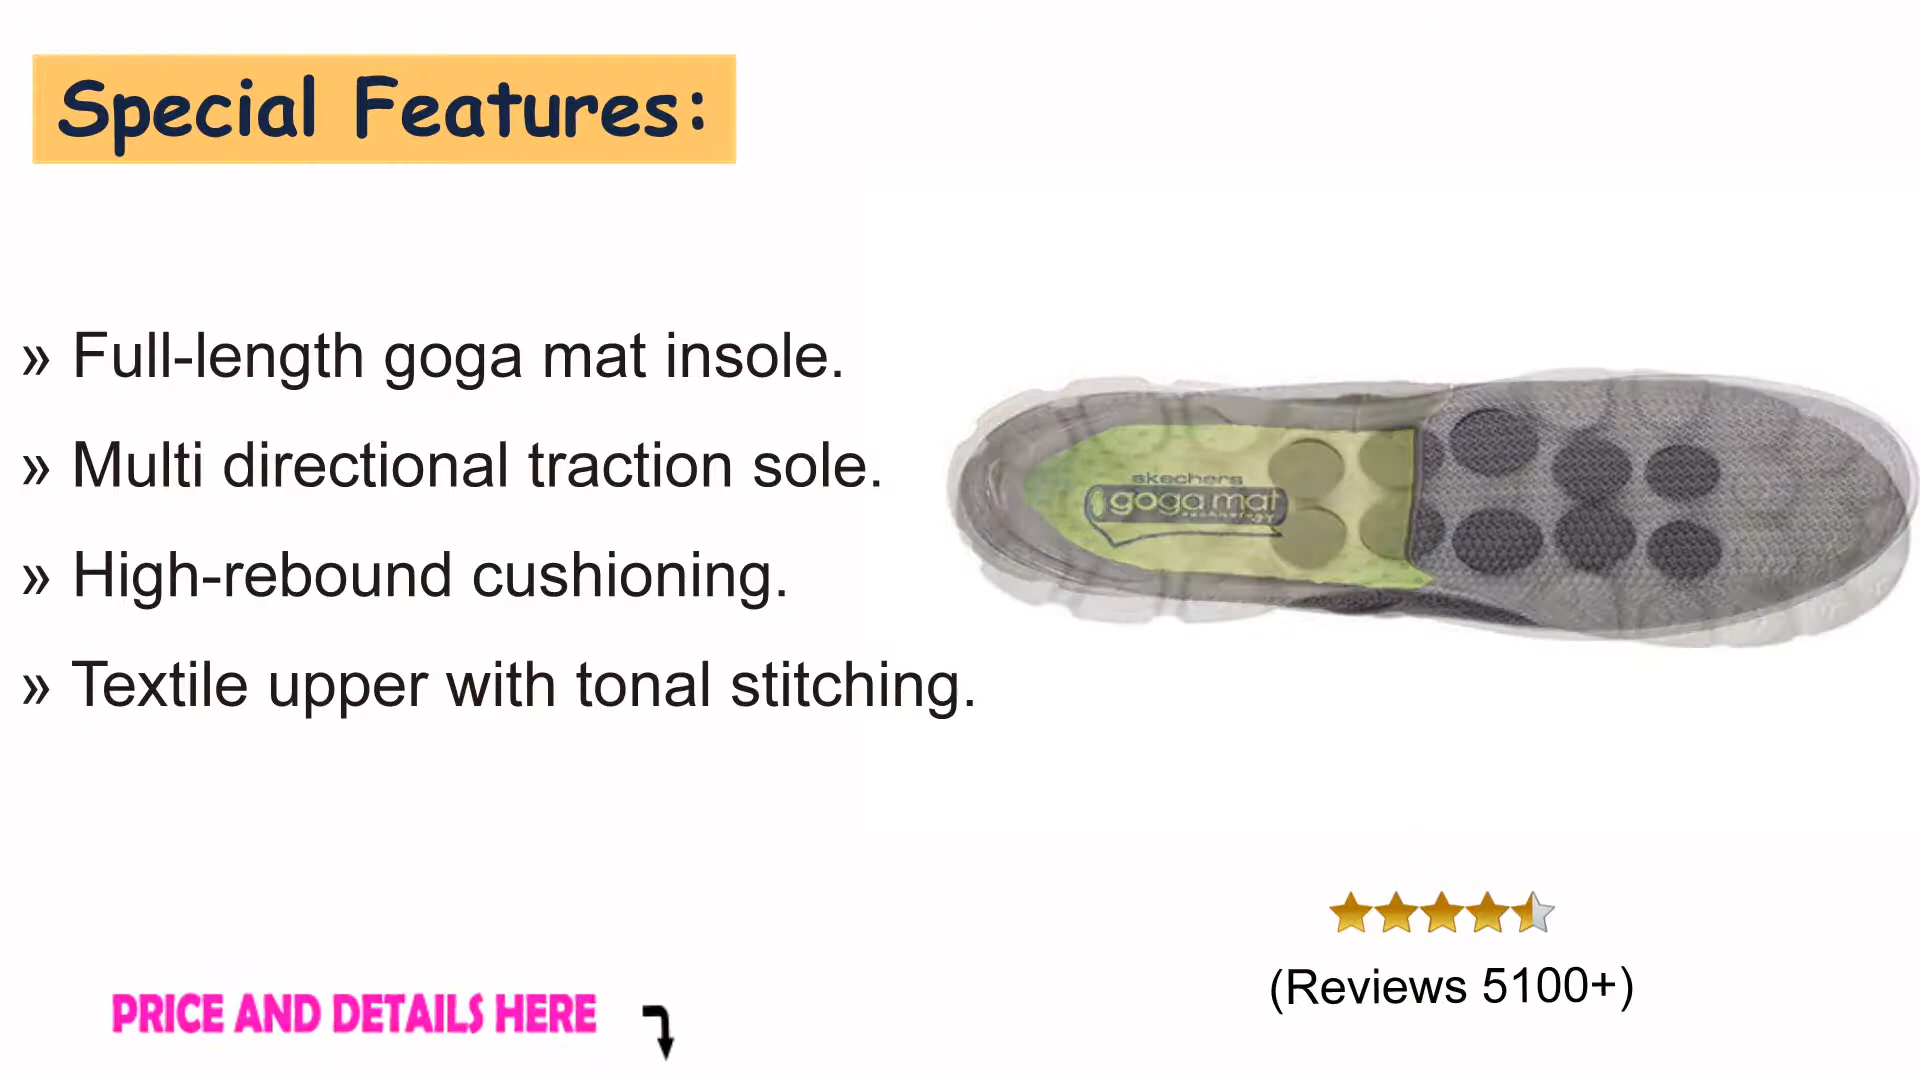 Special Features:
» Full-length goga mat insole.
» Multi directional traction sole.
» High-rebound cushioning.
» Textile upper with tonal stitching.
skechers
goga mat
technology
(Reviews 5100+)
PRICE AND DETAILS HERE